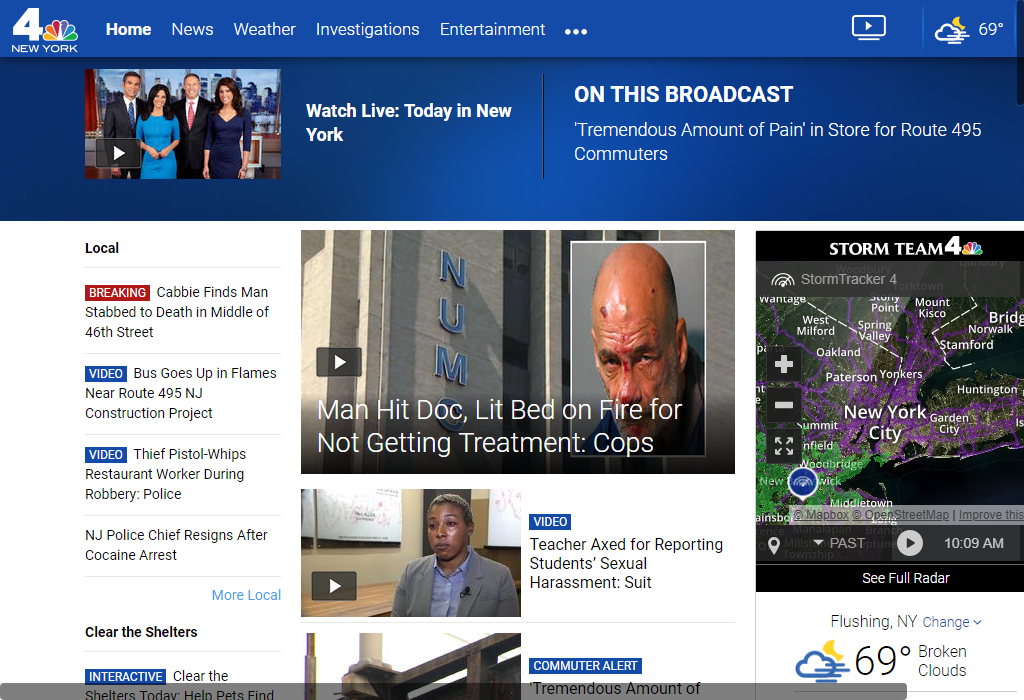 4
NEW YORK
Home
News
Weather
Investigations
Entertainment
69°
Watch Live: Today in New
York
ON THIS BROADCAST
'Tremendous Amount of Pain' in Store for Route 495
Commuters
Local
BREAKING Cabbie Finds Man
Stabbed to Death in Middle of
46th Street
VIDEO Bus Goes Up in Flames
Near Route 495 NJ
Construction Project
VIDEO Thief Pistol-Whips
Restaurant Worker During
Robbery: Police
NJ Police Chief Resigns After
Cocaine Arrest
More Local
Clear the Shelters
INTERACTIVE Clear the
Shelters Today: Help Pets Find
NUMC
Man Hit Doc, Lit Bed on Fire for
Not Getting Treatment: Cops
VIDEO
Teacher Axed for Reporting
Students' Sexual
Harassment: Suit
COMMUTER ALERT
'Tremendous Amount of
STORM TEAM 4
StormTracker 4
Wantage
Stony
Point
Mount
Kisco
West
Milford
Spring
Valley
Norwalk
Stamford
Oakland
Paterson
Yonkers
Huntington
New York
City
Garden
City
Woodbridge
Middletown
© Mapbox © OpenStreetMap | Improve this
PAST
10:09 AM
See Full Radar
Flushing, NY Change
69°
Broken
Clouds